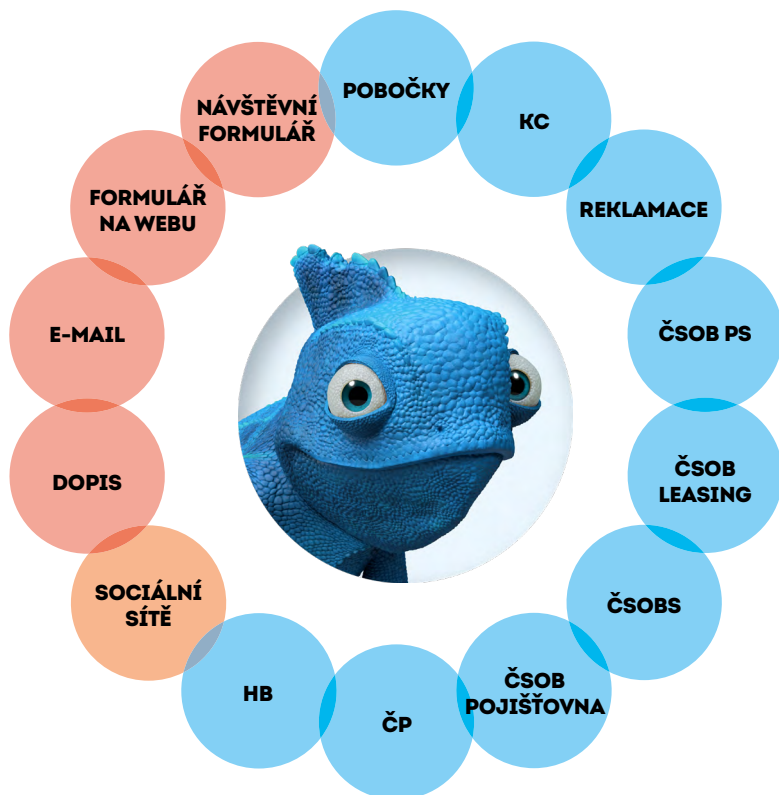 POBOČKY
KC
REKLAMACE
ČSOB PS
ČSOB
LEASING
ČSOBS
ČSOB
POJIŠŤOVNA
ČP
HB
SOCIÁLNÍ
SÍTĚ
DOPIS
E-MAIL
FORMULÁŘ
NA WEBU
NÁVŠTĚVNÍ
FORMULÁŘ